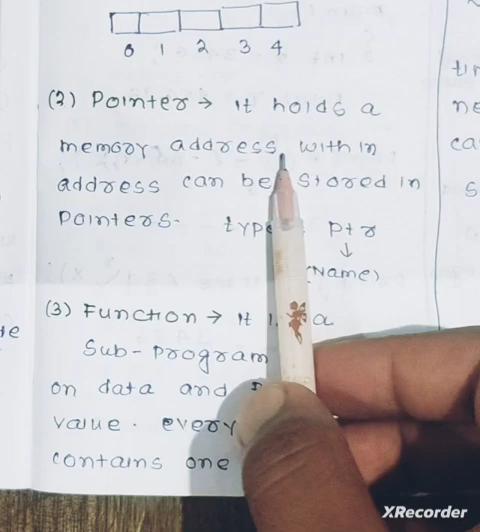 0 1 2 3 4
(2) Pointer → It holds a
memory address with in
address can be stored in
Pointers. type ptr
↓
(Name)
(3) Function → It a
Sub-program
on data and
value. every
contains one
XRecorder